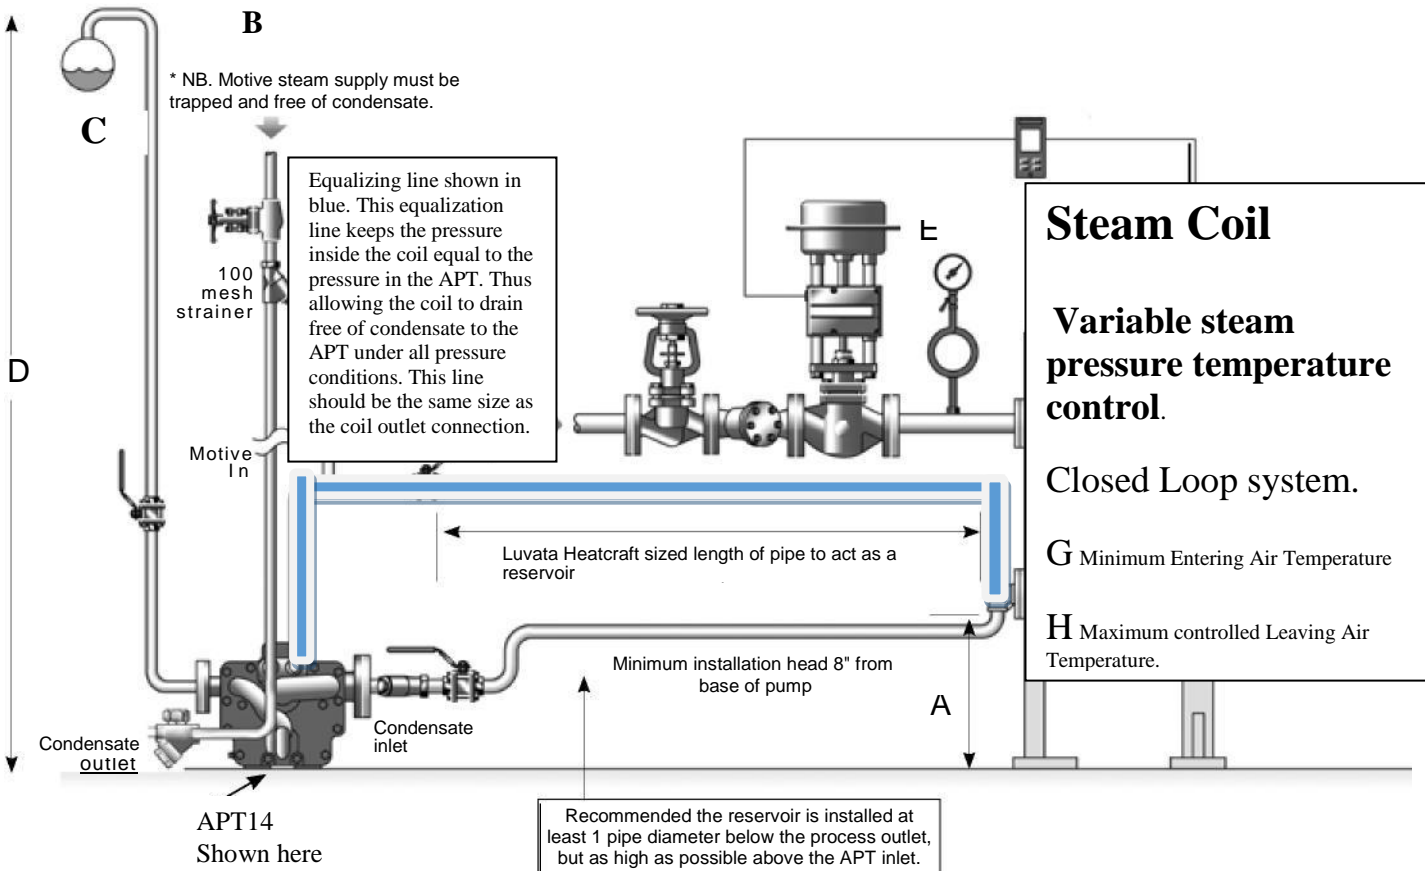 B
* NB. Motive steam supply must be
trapped and free of condensate.
C
Equalizing line shown in
blue. This equalization
line keeps the pressure
inside the coil equal to the
pressure in the APT. Thus
allowing the coil to drain
free of condensate to the
APT under all pressure
conditions. This line
should be the same size as
the coil outlet connection.
E
Steam Coil
Variable steam
pressure temperature
control.
Closed Loop system.
G Minimum Entering Air Temperature
H Maximum controlled Leaving Air
Temperature.
100
mesh
strainer
D
Motive
In
Luvata Heatcraft sized length of pipe to act as a
reservoir
Minimum installation head 8" from
base of pump
A
Condensate
inlet
Condensate
outlet
APT14
Shown here
Recommended the reservoir is installed at
least 1 pipe diameter below the process outlet,
but as high as possible above the APT inlet.